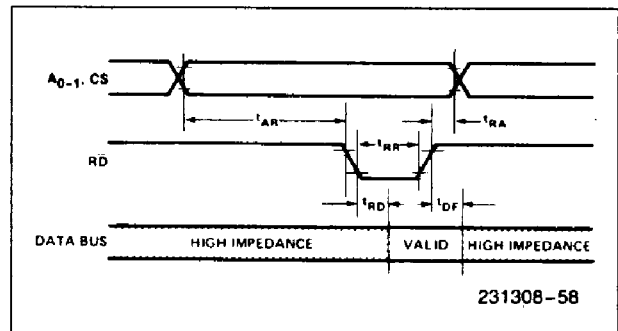 A0-1, CS
tAR
tRA
RD
tRR
tRD
tDF
DATA BUS
HIGH IMPEDANCE
VALID
HIGH IMPEDANCE
231308-58